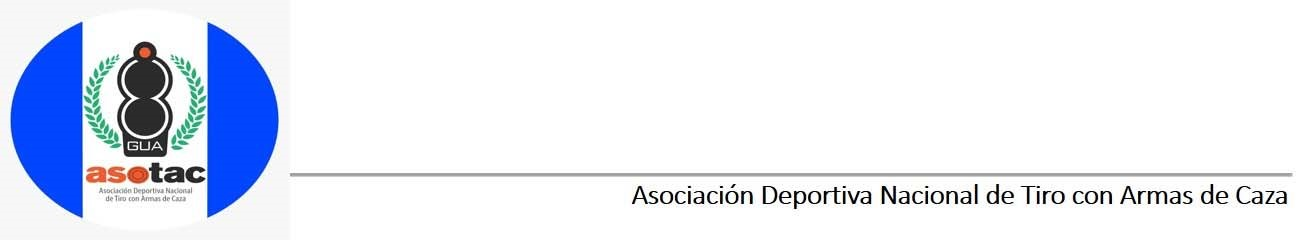 GUA
asotac
Asociación Deportiva Nacional
de Tiro con Armas de Caza
Asociación Deportiva Nacional de Tiro con Armas de Caza